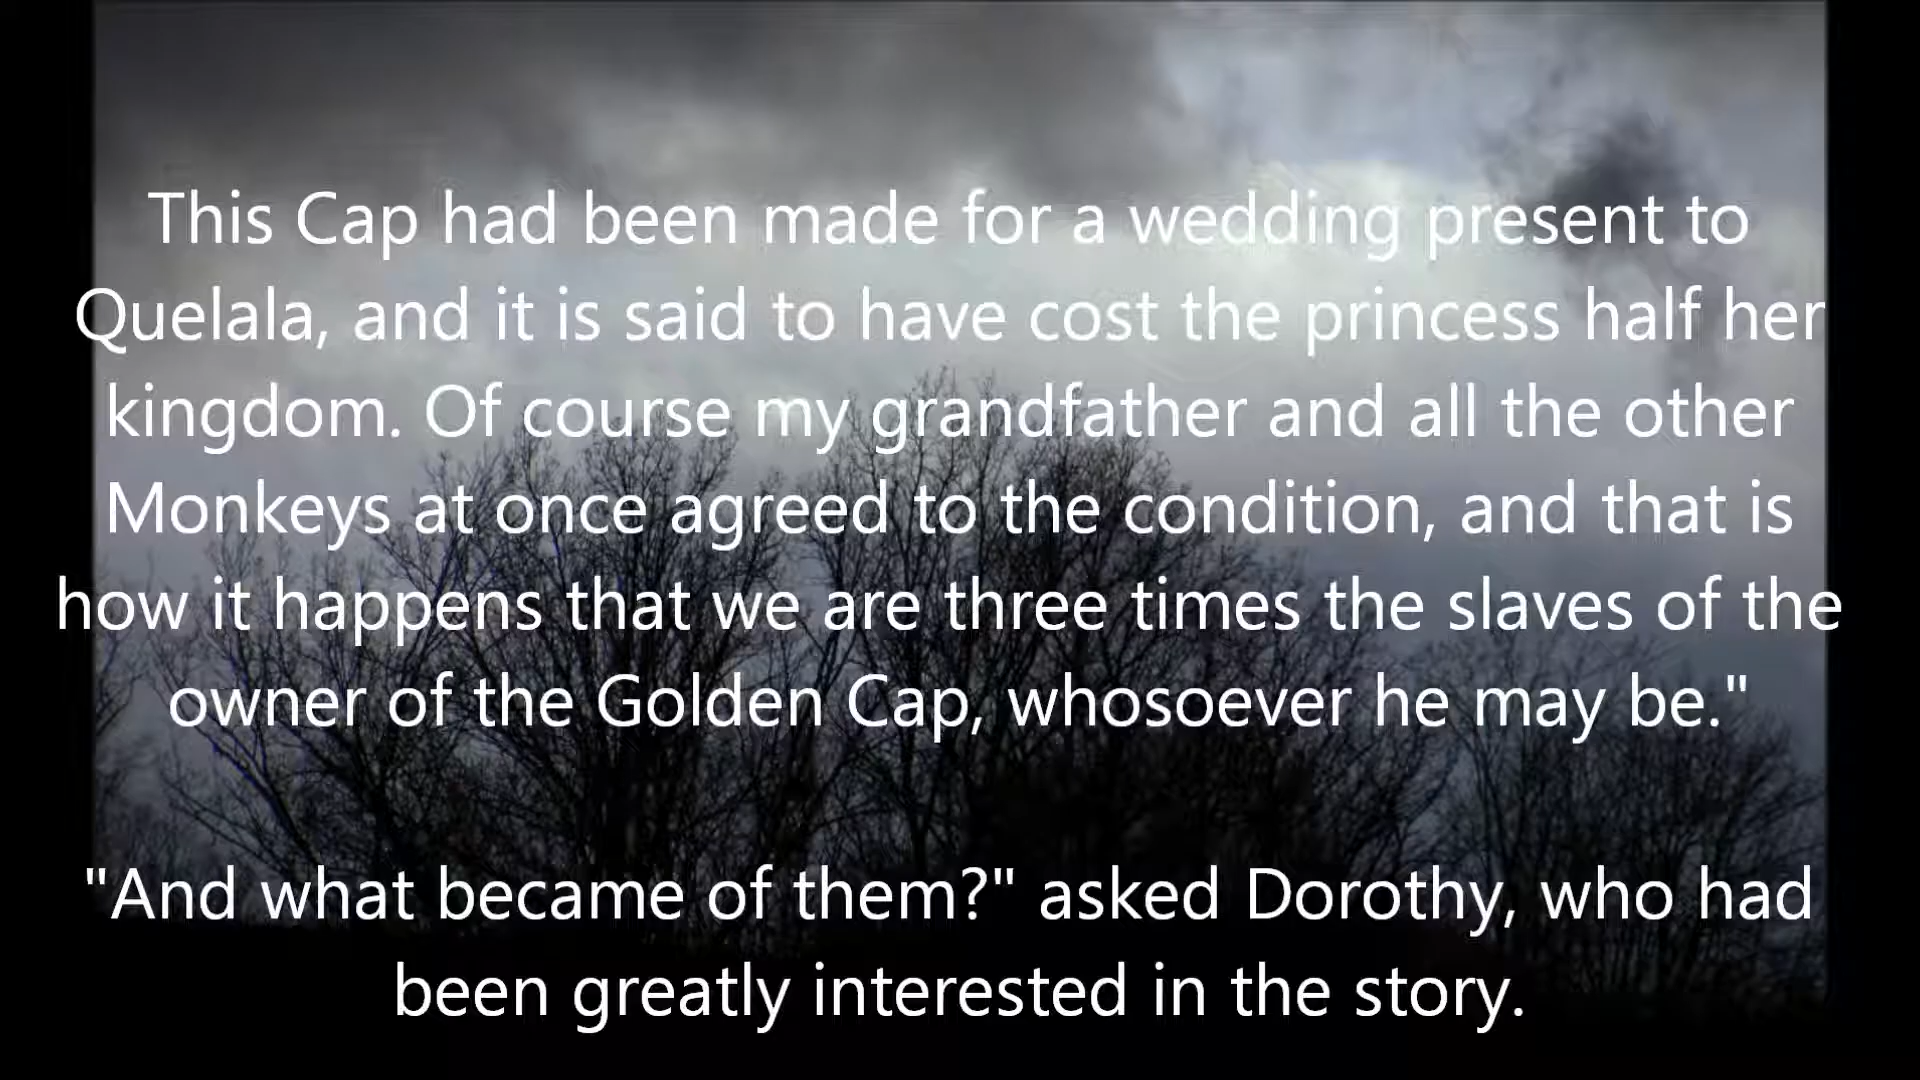 This Cap had been made for a wedding present to
Quelala, and it is said to have cost the princess half her
kingdom. Of course my grandfather and all the other
Monkeys at once agreed to the condition, and that is
how it happens that we are three times the slaves of the
owner of the Golden Cap, whosoever he may be."
"And what became of them?" asked Dorothy, who had
been greatly interested in the story.